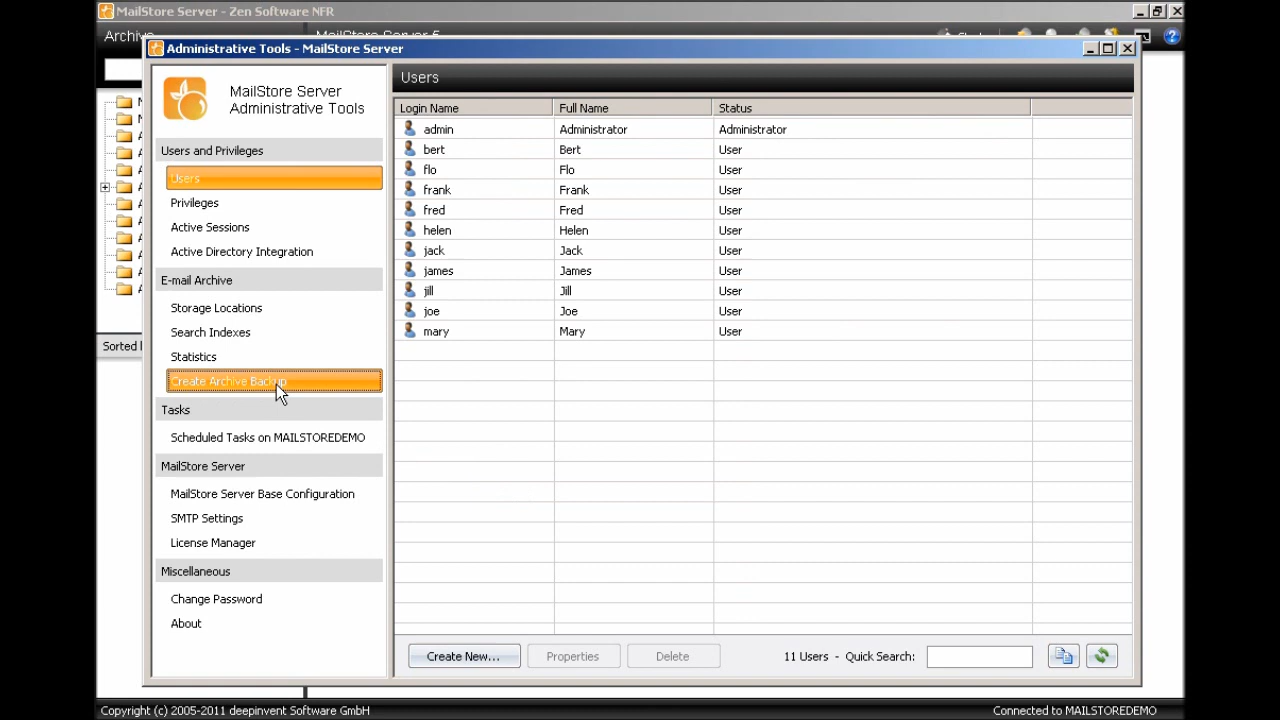 MailStore Server - Zen Software NFR
Archive
Administrative Tools - MailStore Server
MailStore Server
Administrative Tools
Users and Privileges
Users
Privileges
Active Sessions
Active Directory Integration
E-mail Archive
Storage Locations
Search Indexes
Statistics
Create Archive Backup
Tasks
Scheduled Tasks on MAILSTOREDEMO
MailStore Server
MailStore Server Base Configuration
SMTP Settings
License Manager
Miscellaneous
Change Password
About
Users
Login Name Full Name Status
admin Administrator Administrator
bert Bert User
flo Flo User
frank Frank User
fred Fred User
helen Helen User
jack Jack User
james James User
jill Jill User
joe Joe User
mary Mary User
Create New... Properties Delete 11 Users - Quick Search:
Sorted
Copyright (c) 2005-2011 deepinvent Software GmbH Connected to MAILSTOREDEMO